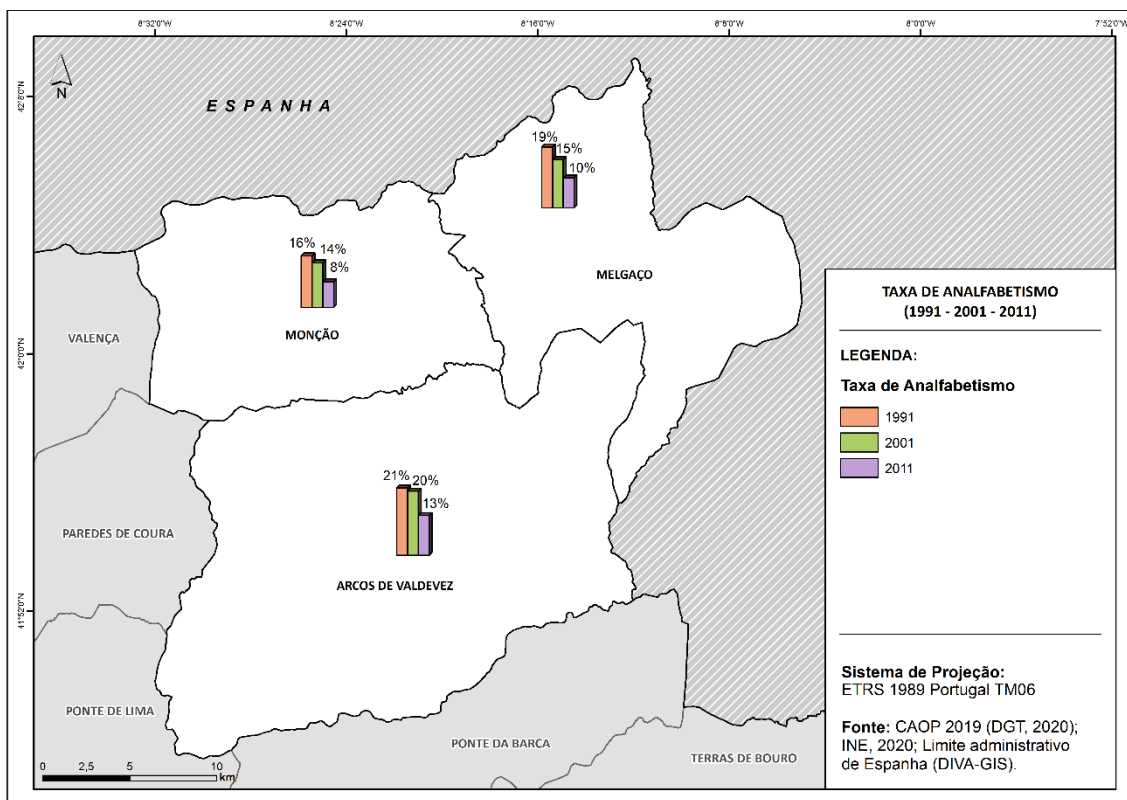 8°32'0"W
8°24'0"W
8°16'0"W
8°8'0"W
8°0'0"W
7°52'0"W
42°8'0"N
42°0'0"N
41°52'0"N
N
ESPANHA
19%
15%
10%
MELGAÇO
16%
14%
8%
MONÇÃO
VALENÇA
21%
20%
13%
ARCOS DE VALDEVEZ
PAREDES DE COURA
PONTE DE LIMA
PONTE DA BARCA
TERRAS DE BOURO
0 2,5 5 10
km
TAXA DE ANALFABETISMO
(1991 - 2001 - 2011)
LEGENDA:
Taxa de Analfabetismo
1991
2001
2011
Sistema de Projeção:
ETRS 1989 Portugal TM06
Fonte: CAOP 2019 (DGT, 2020);
INE, 2020; Limite administrativo
de Espanha (DIVA-GIS).